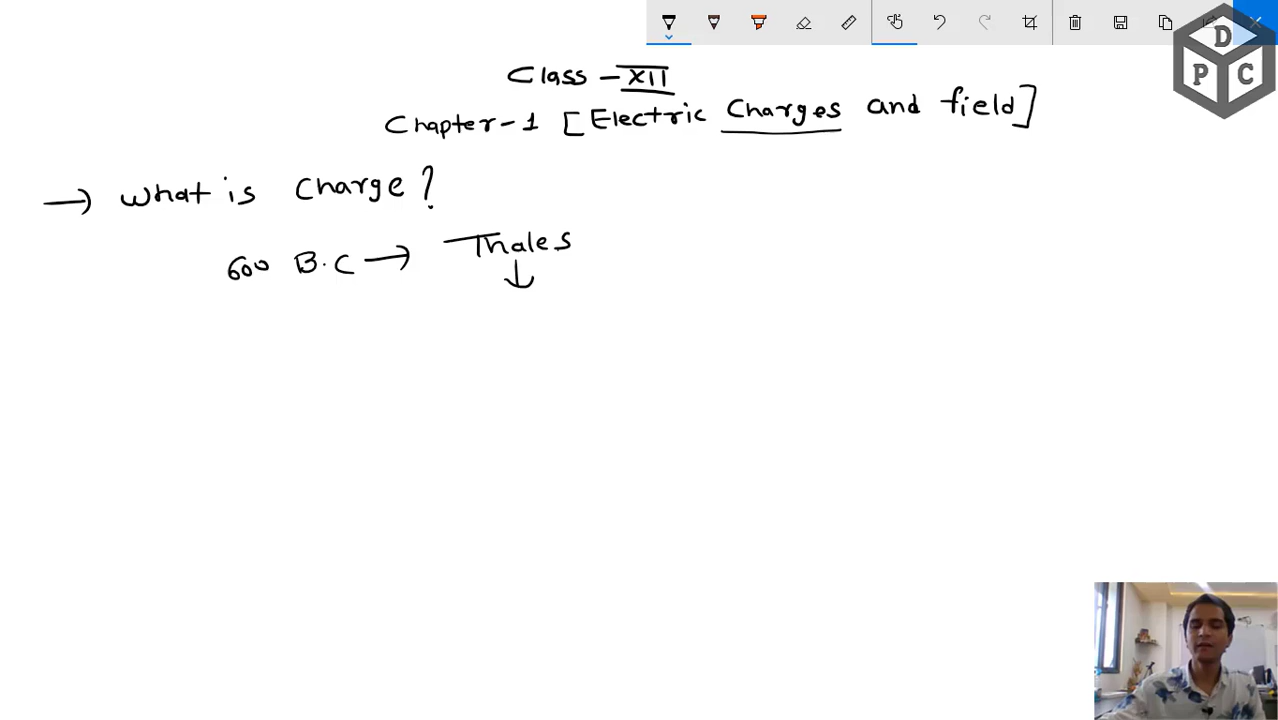 Class - XII
Chapter - 1 [Electric Charges and field]
→ What is Charge?
600 B.C → Thales
↓
D
P C